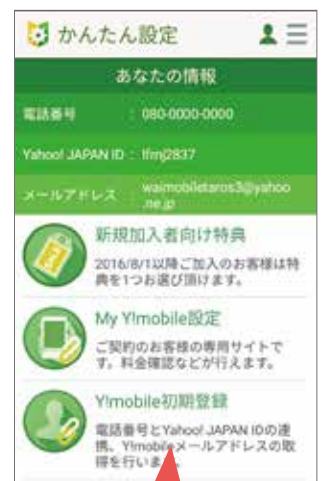 かんたん設定
あなたの情報
電話番号 : 080-0000-0000
Yahoo! JAPAN ID : lfmj2837
メールアドレス : waimobiletaros3@yahoo
.ne.jp
新規加入者向け特典
2016/8/1以降ご加入のお客様は特
典を1つお選び頂けます。
My Y!mobile設定
ご契約のお客様の専用サイトで
す。料金確認などが行えます。
Y!mobile初期登録
電話番号とYahoo! JAPAN IDの連
携、Y!mobileメールアドレスの取
得を行います。